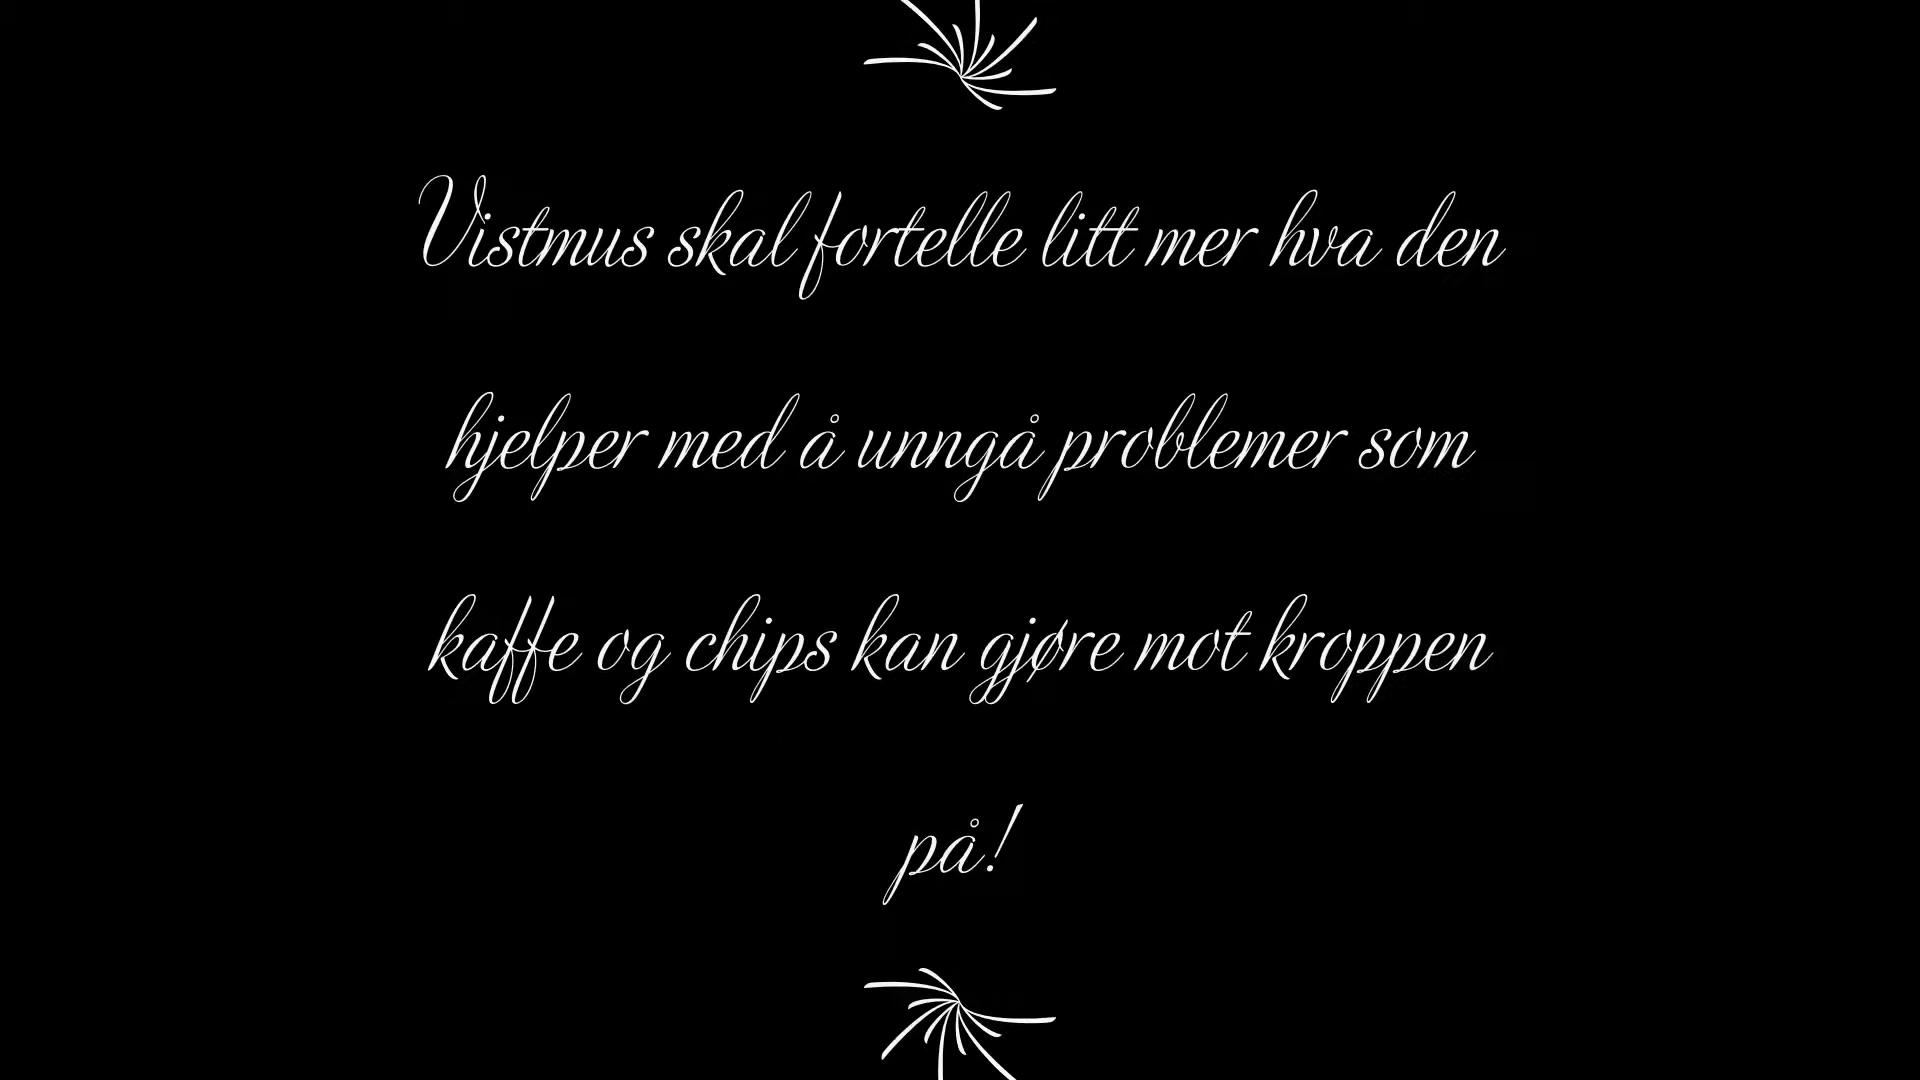 Vistmus skal fortelle litt mer hva den
hjelper med å unngå problemer som
kaffe og chips kan gjøre mot kroppen
på!